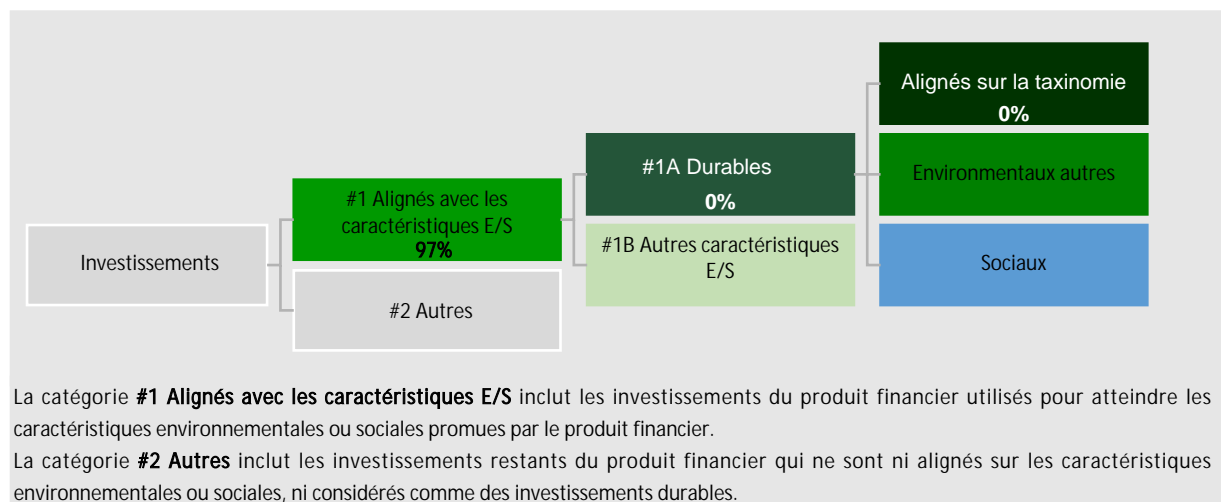 Alignés sur la taxinomie
0%
#1A Durables
0%
Environmentaux autres
#1 Alignés avec les
caractéristiques E/S
97%
#1B Autres caractéristiques
E/S
Investissements
Sociaux
#2 Autres
La catégorie #1 Alignés avec les caractéristiques E/S inclut les investissements du produit financier utilisés pour atteindre les
caractéristiques environnementales ou sociales promues par le produit financier.
La catégorie #2 Autres inclut les investissements restants du produit financier qui ne sont ni alignés sur les caractéristiques
environnementales ou sociales, ni considérés comme des investissements durables.